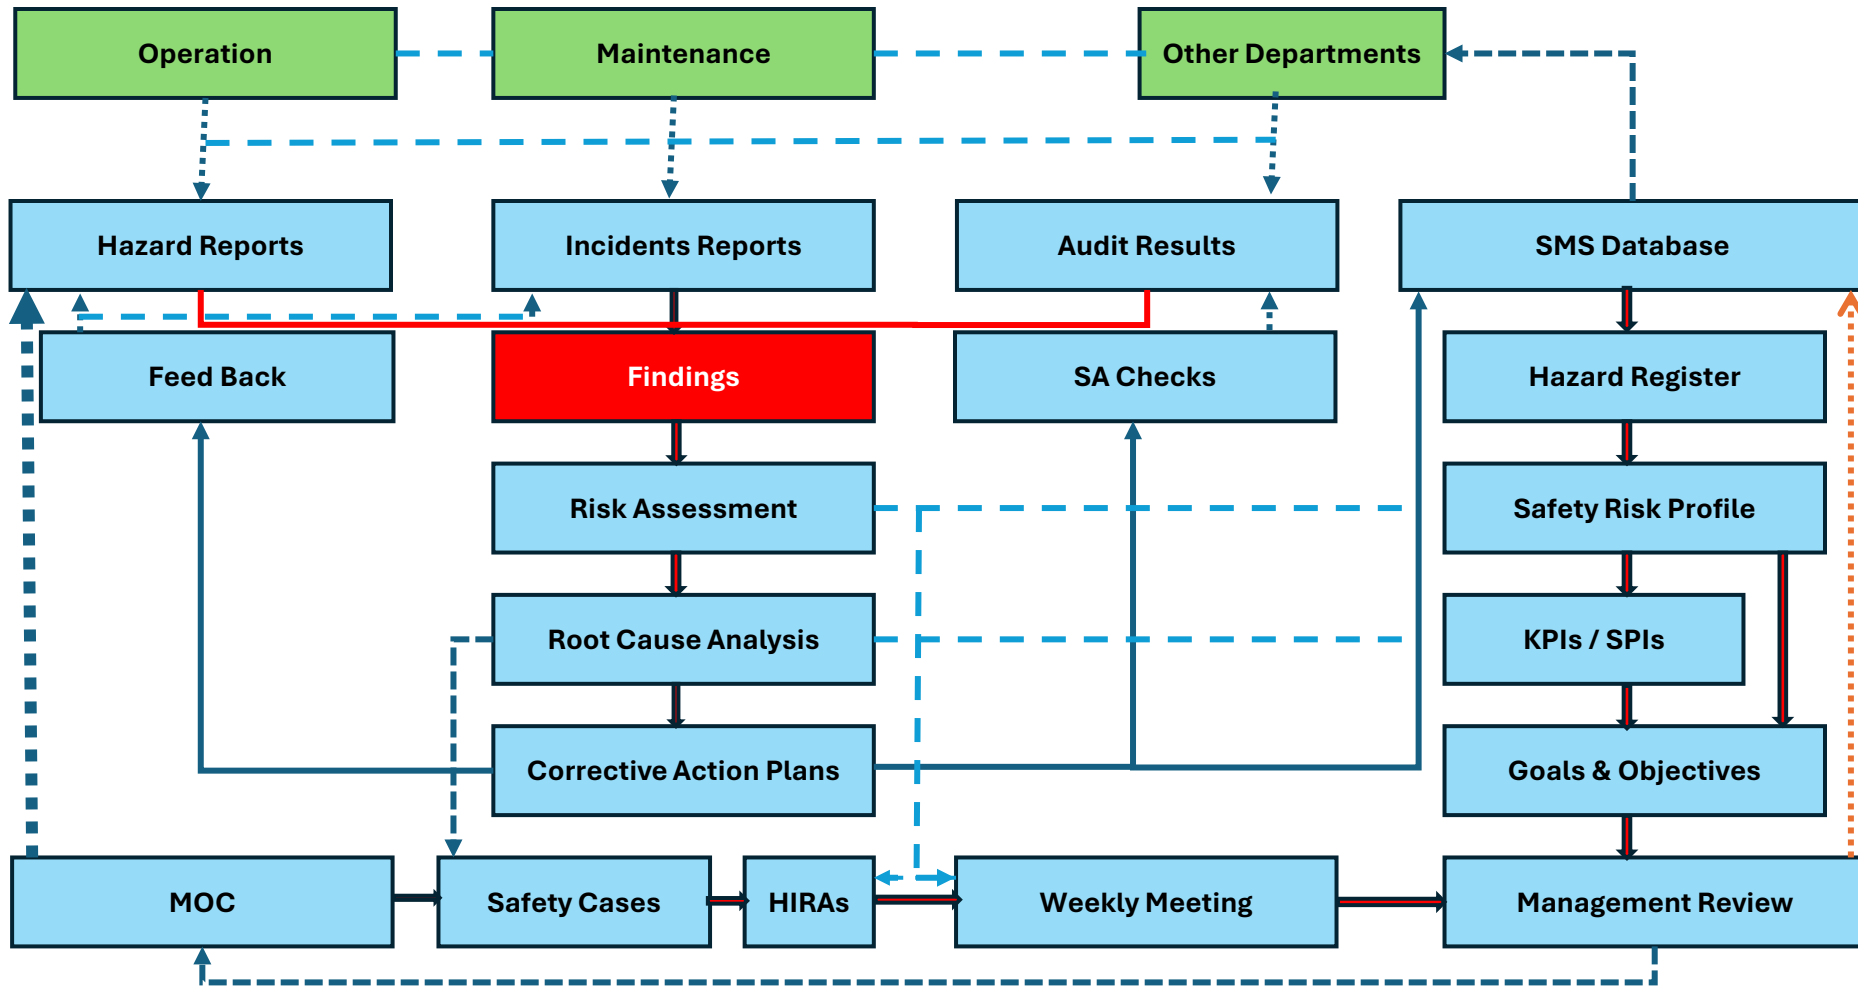 Operation
Maintenance
Other Departments
Hazard Reports
Incidents Reports
Audit Results
SMS Database
Feed Back
Findings
SA Checks
Hazard Register
Risk Assessment
Safety Risk Profile
Root Cause Analysis
KPIs / SPIs
Corrective Action Plans
Goals & Objectives
MOC
Safety Cases
HIRAs
Weekly Meeting
Management Review